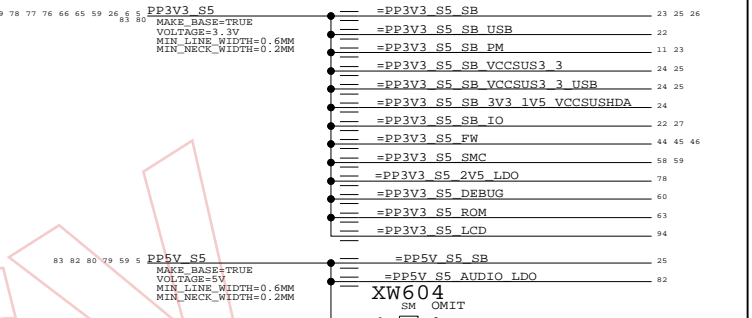 9 78 77 76 66 65 59 26 6 5 PP3V3_S5 =PP3V3_S5_SB 23 25 26
83 80
MAKE_BASE=TRUE
VOLTAGE=3.3V =PP3V3_S5_SB_USB 22
MIN_LINE_WIDTH=0.6MM
MIN_NECK_WIDTH=0.2MM =PP3V3_S5_SB_PM 11 23
=PP3V3_S5_SB_VCCSUS3_3 24 25
=PP3V3_S5_SB_VCCSUS3_3_USB 24 25
=PP3V3_S5_SB_3V3_1V5_VCCSUSHDA 24
=PP3V3_S5_SB_IO 22 27
=PP3V3_S5_FW 44 45 46
=PP3V3_S5_SMC 58 59
=PP3V3_S5_2V5_LDO 78
=PP3V3_S5_DEBUG 60
=PP3V3_S5_ROM 63
=PP3V3_S5_LCD 94
83 82 80 79 59 5 PP5V_S5 =PP5V_S5_SB 25
MAKE_BASE=TRUE
VOLTAGE=5V =PP5V_S5_AUDIO_LDO 82
MIN_LINE_WIDTH=0.6MM
MIN_NECK_WIDTH=0.2MM XW604
SM OMIT